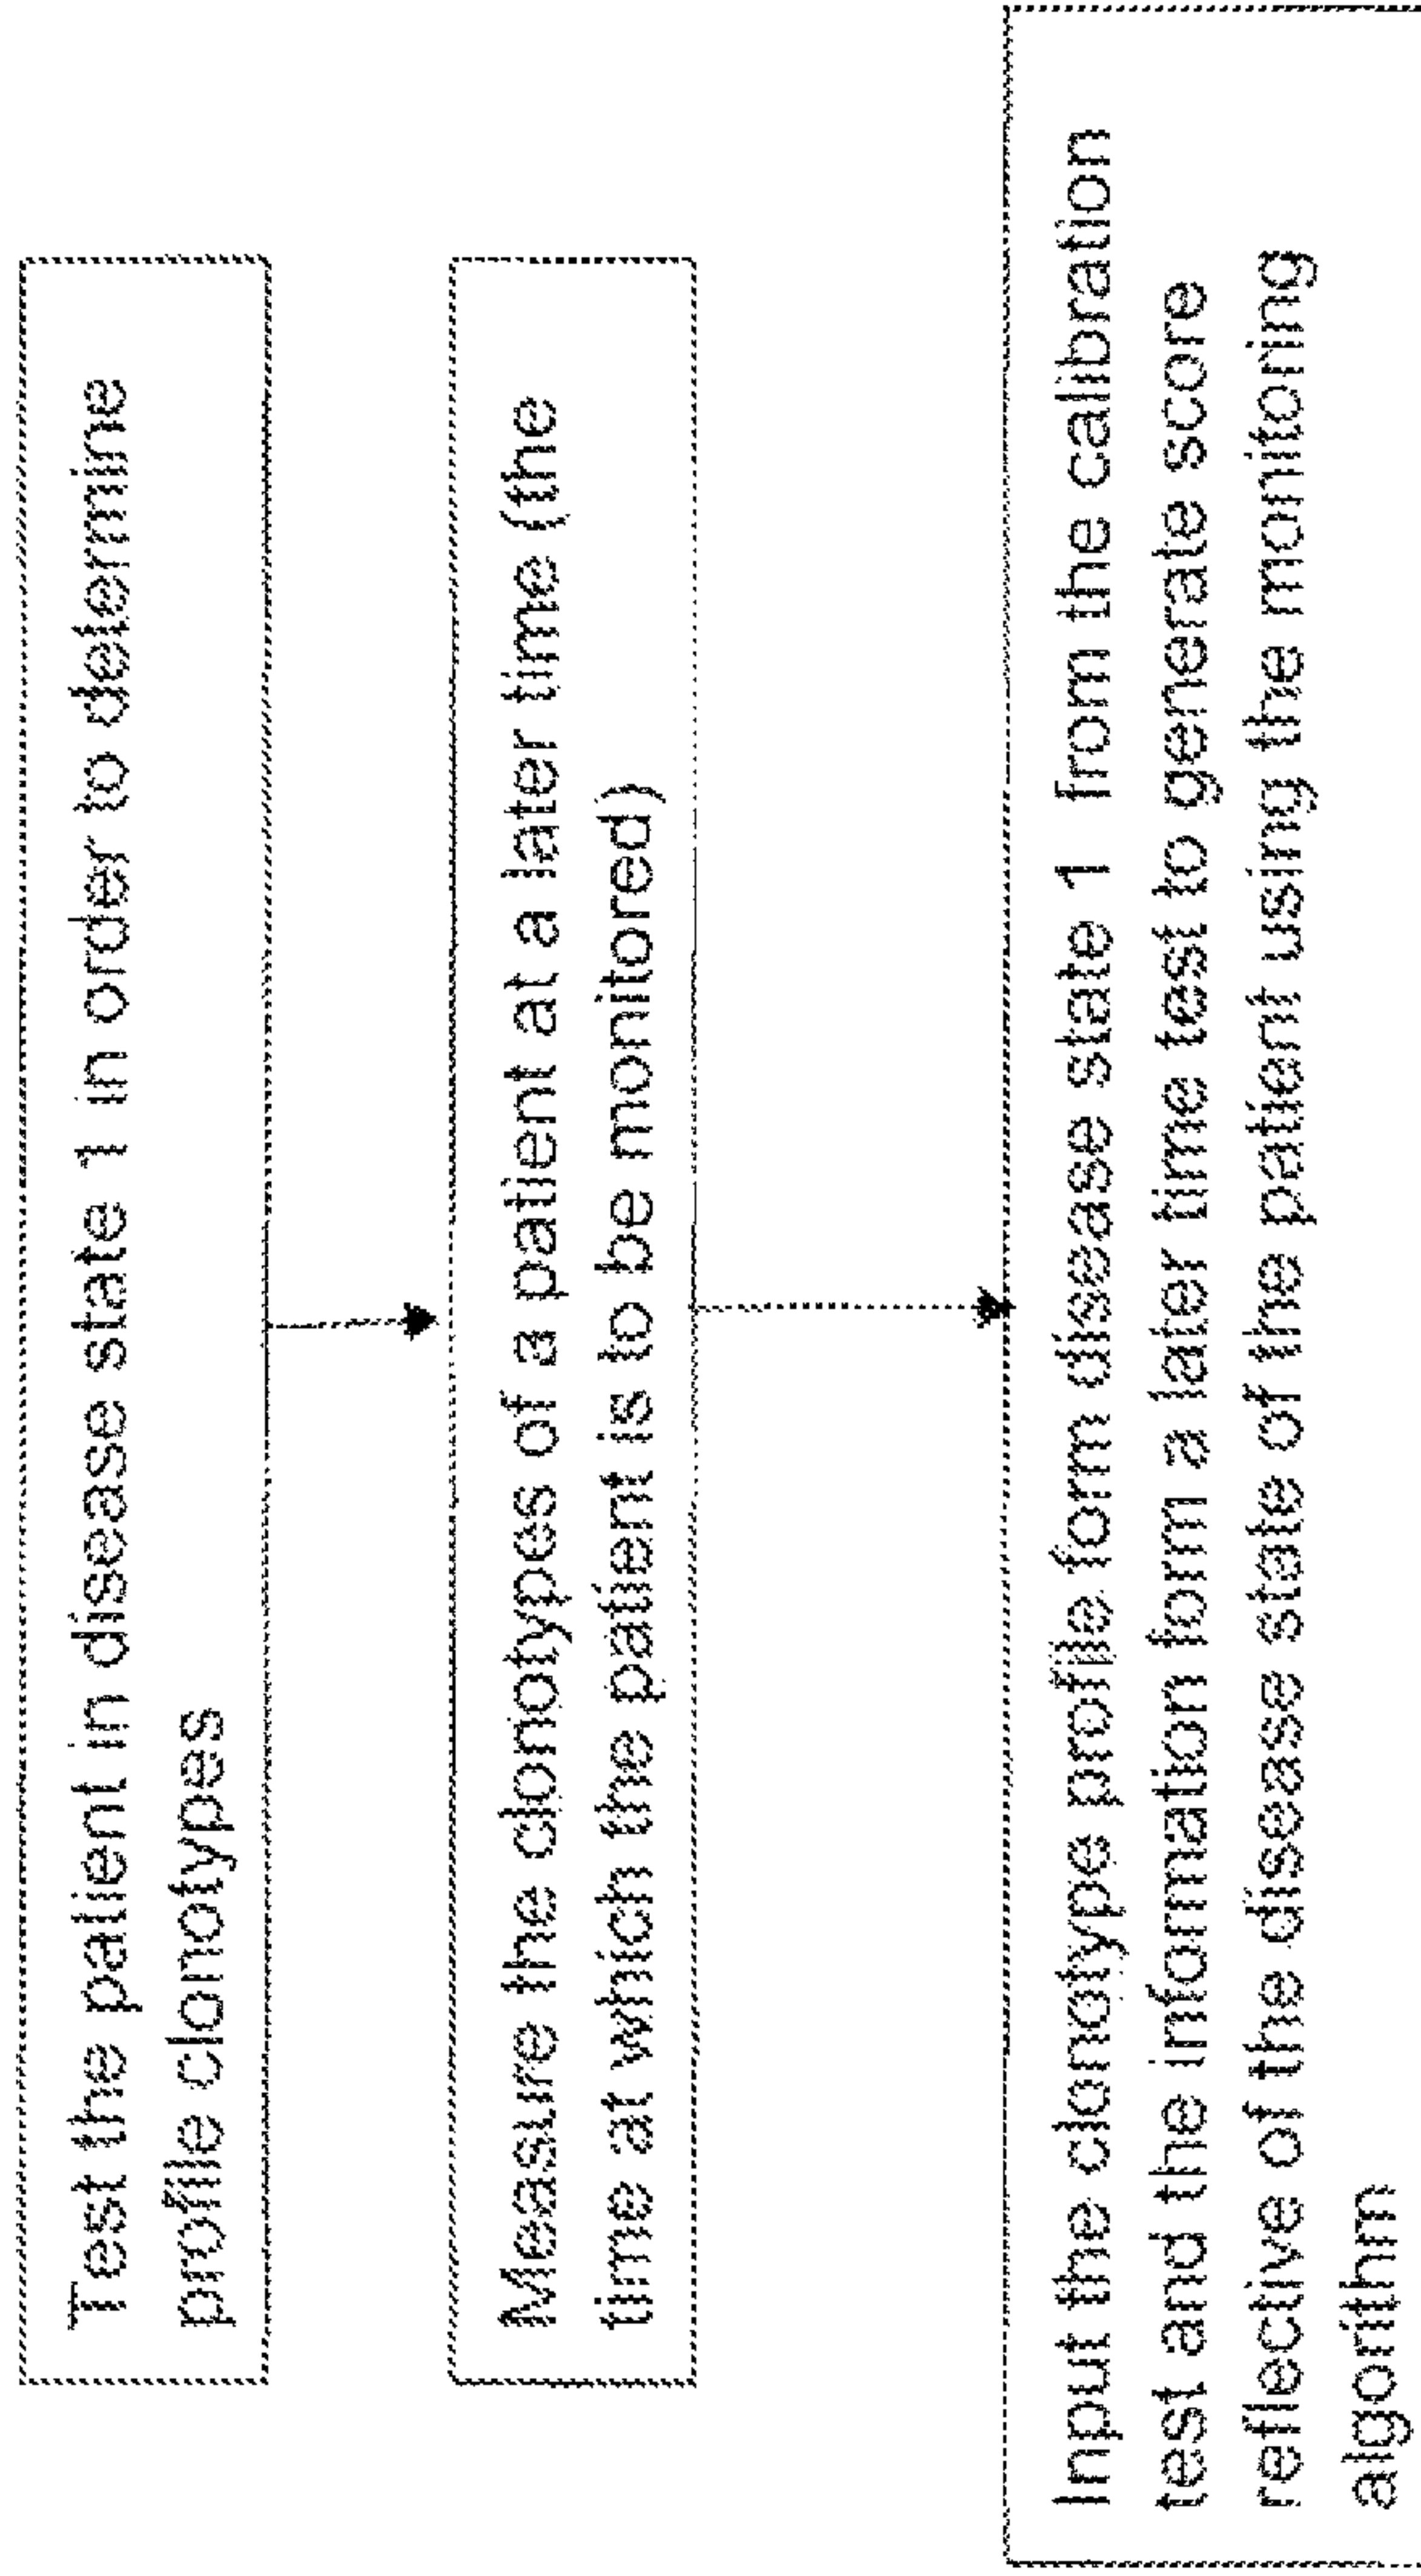 Test the patient in disease state 1 in order to determine
profile clonotypes
Measure the clonotypes of a patient at a later time (the
time at which the patient is to be monitored)
Input the clonotype profile form disease state 1 from the calibration
test and the information form a later time test to generate score
reflective of the disease state of the patient using the monitoring
algorithm